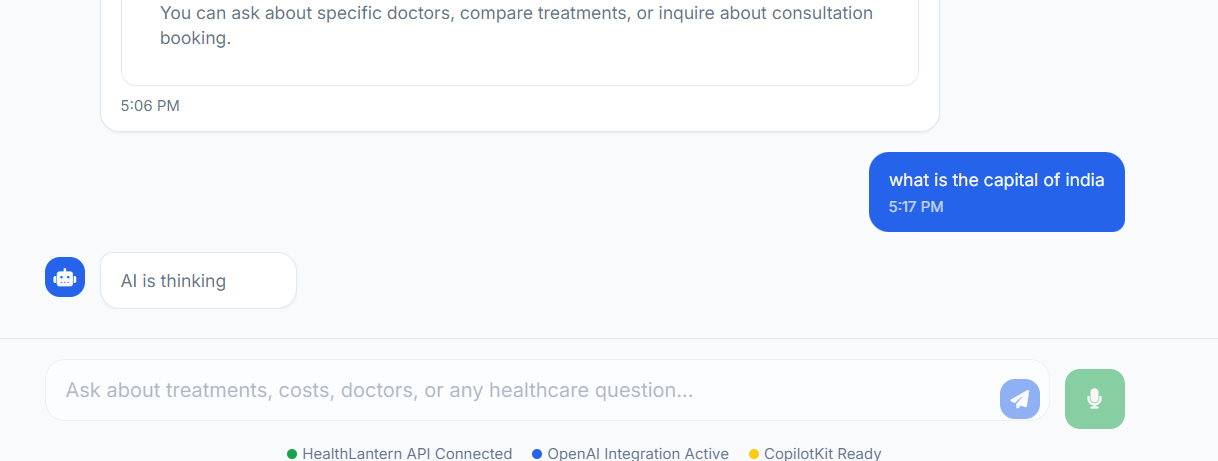 You can ask about specific doctors, compare treatments, or inquire about consultation
booking.
5:06 PM
what is the capital of india
5:17 PM
AI is thinking
Ask about treatments, costs, doctors, or any healthcare question...
HealthLantern API Connected OpenAI Integration Active CopilotKit Ready